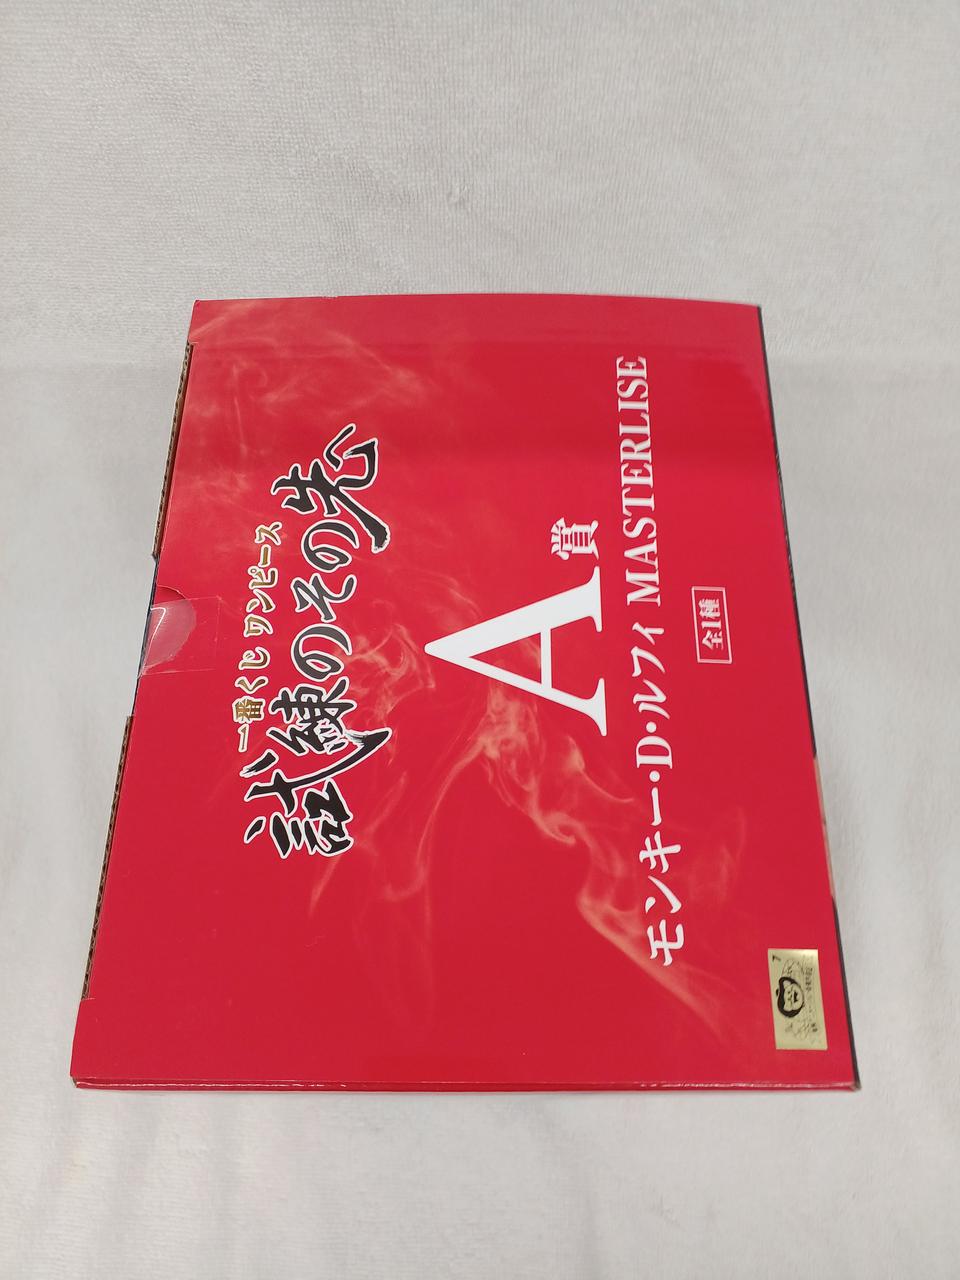 一番くじ ワンピース
試練のその先
A賞
モンキー・D・ルフィ MASTERLISE
全1種
7